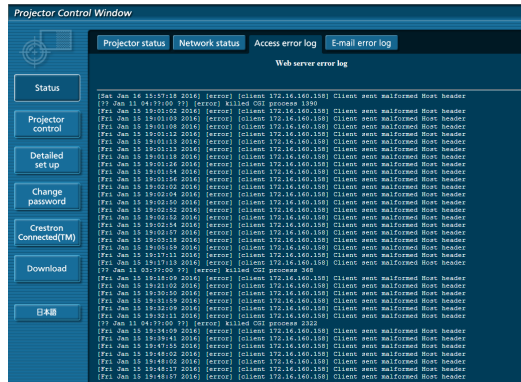 Projector Control Window
Projector status
Network status
Access error log
E-mail error log
Web server error log
Status
Projector
control
Detailed
set up
Change
password
Crestron
Connected(TM)
Download
日本語
[Sat Jan 16 15:57:18 2016] [error] [client 172.16.160.158] Client sent malformed Host header
[?? Jan 11 04:??:00 ??] [error] killed CGI process 1390
[Fri Jan 15 19:01:02 2016] [error] [client 172.16.160.158] Client sent malformed Host header
[Fri Jan 15 19:01:03 2016] [error] [client 172.16.160.158] Client sent malformed Host header
[Fri Jan 15 19:01:08 2016] [error] [client 172.16.160.158] Client sent malformed Host header
[Fri Jan 15 19:01:12 2016] [error] [client 172.16.160.158] Client sent malformed Host header
[Fri Jan 15 19:01:13 2016] [error] [client 172.16.160.158] Client sent malformed Host header
[Fri Jan 15 19:01:13 2016] [error] [client 172.16.160.158] Client sent malformed Host header
[Fri Jan 15 19:01:18 2016] [error] [client 172.16.160.158] Client sent malformed Host header
[Fri Jan 15 19:01:26 2016] [error] [client 172.16.160.158] Client sent malformed Host header
[Fri Jan 15 19:01:54 2016] [error] [client 172.16.160.158] Client sent malformed Host header
[Fri Jan 15 19:01:56 2016] [error] [client 172.16.160.158] Client sent malformed Host header
[Fri Jan 15 19:02:02 2016] [error] [client 172.16.160.158] Client sent malformed Host header
[Fri Jan 15 19:02:04 2016] [error] [client 172.16.160.158] Client sent malformed Host header
[Fri Jan 15 19:02:50 2016] [error] [client 172.16.160.158] Client sent malformed Host header
[Fri Jan 15 19:02:52 2016] [error] [client 172.16.160.158] Client sent malformed Host header
[Fri Jan 15 19:02:52 2016] [error] [client 172.16.160.158] Client sent malformed Host header
[Fri Jan 15 19:02:54 2016] [error] [client 172.16.160.158] Client sent malformed Host header
[Fri Jan 15 19:02:57 2016] [error] [client 172.16.160.158] Client sent malformed Host header
[Fri Jan 15 19:03:18 2016] [error] [client 172.16.160.158] Client sent malformed Host header
[Fri Jan 15 19:05:59 2016] [error] [client 172.16.160.158] Client sent malformed Host header
[Fri Jan 15 19:17:11 2016] [error] [client 172.16.160.158] Client sent malformed Host header
[Fri Jan 15 19:17:13 2016] [error] [client 172.16.160.158] Client sent malformed Host header
[?? Jan 11 03:??:00 ??] [error] killed CGI process 368
[Fri Jan 15 19:18:09 2016] [error] [client 172.16.160.158] Client sent malformed Host header
[Fri Jan 15 19:21:02 2016] [error] [client 172.16.160.158] Client sent malformed Host header
[Fri Jan 15 19:30:50 2016] [error] [client 172.16.160.158] Client sent malformed Host header
[Fri Jan 15 19:31:59 2016] [error] [client 172.16.160.158] Client sent malformed Host header
[Fri Jan 15 19:32:09 2016] [error] [client 172.16.160.158] Client sent malformed Host header
[Fri Jan 15 19:32:11 2016] [error] [client 172.16.160.158] Client sent malformed Host header
[?? Jan 11 04:??:00 ??] [error] killed CGI process 2322
[Fri Jan 15 19:34:09 2016] [error] [client 172.16.160.158] Client sent malformed Host header
[Fri Jan 15 19:39:41 2016] [error] [client 172.16.160.158] Client sent malformed Host header
[Fri Jan 15 19:47:55 2016] [error] [client 172.16.160.158] Client sent malformed Host header
[Fri Jan 15 19:48:02 2016] [error] [client 172.16.160.158] Client sent malformed Host header
[Fri Jan 15 19:48:02 2016] [error] [client 172.16.160.158] Client sent malformed Host header
[Fri Jan 15 19:48:17 2016] [error] [client 172.16.160.158] Client sent malformed Host header
[Fri Jan 15 19:48:57 2016] [error] [client 172.16.160.158] Client sent malformed Host header